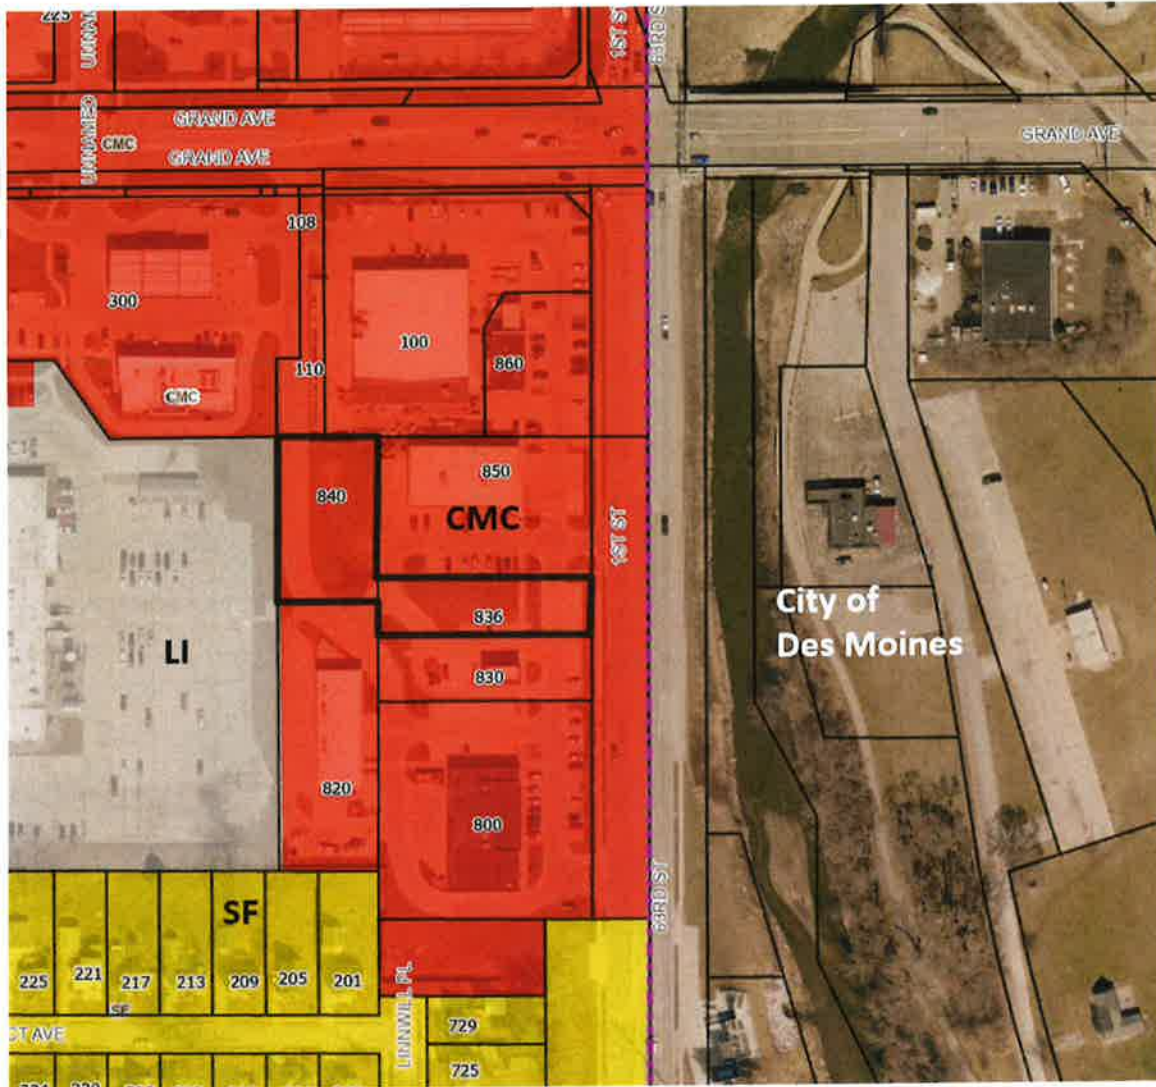 225
UNNAMED
1ST ST
63RD ST
GRAND AVE
CMC
UNNAMED
GRAND AVE
GRAND AVE
108
300
100
110
860
CMC
850
840
CMC
1ST ST
836
City of
Des Moines
LI
830
820
800
63RD ST
SF
225
221
217
213
209
205
201
SF
LINNWILL PL
729
CT AVE
725